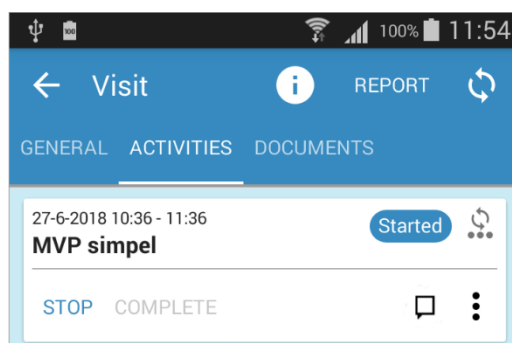 100 100% 11:54
Visit i REPORT
GENERAL ACTIVITIES DOCUMENTS
27-6-2018 10:36 - 11:36
MVP simpel
Started
STOP COMPLETE